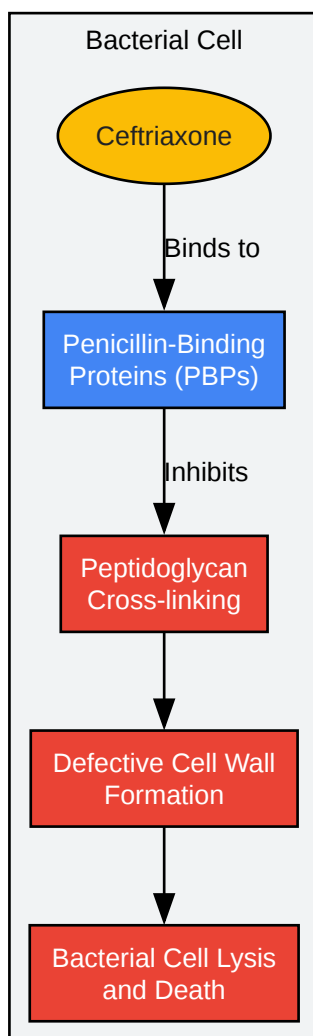 Bacterial Cell
Ceftriaxone
Binds to
Penicillin-Binding
Proteins (PBPs)
Inhibits
Peptidoglycan
Cross-linking
Defective Cell Wall
Formation
Bacterial Cell Lysis
and Death